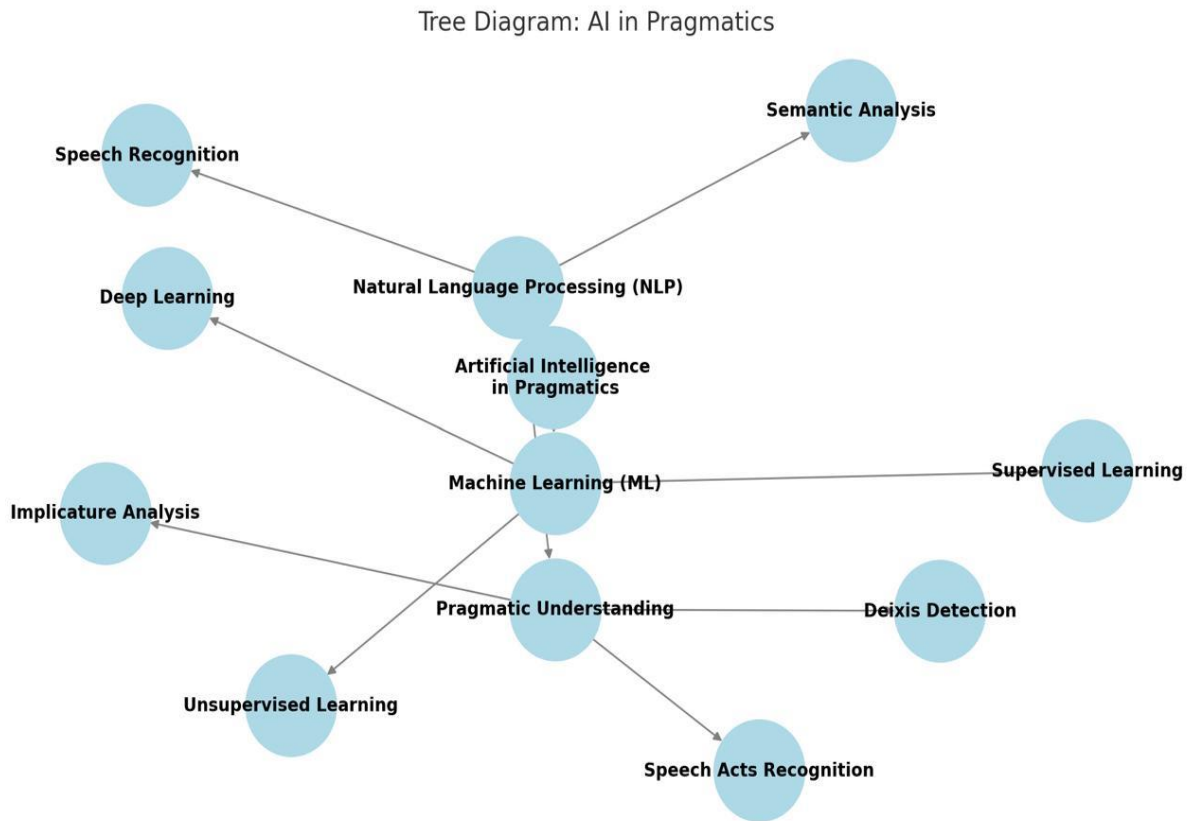 Tree Diagram: AI in Pragmatics
Semantic Analysis
Speech Recognition
Natural Language Processing (NLP)
Deep Learning
Artificial Intelligence
in Pragmatics
Supervised Learning
Machine Learning (ML)
Implicature Analysis
Pragmatic Understanding
Deixis Detection
Unsupervised Learning
Speech Acts Recognition